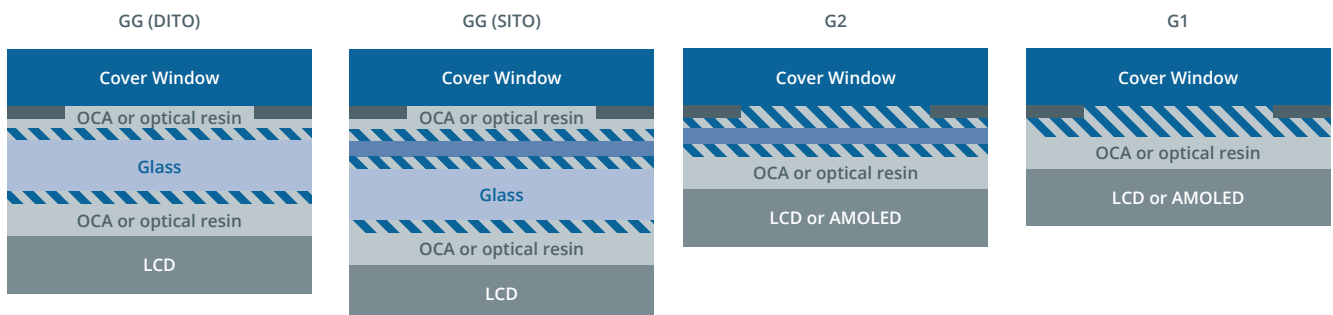 GG (DITO)
Cover Window
OCA or optical resin
Glass
OCA or optical resin
LCD
GG (SITO)
Cover Window
OCA or optical resin
Glass
OCA or optical resin
LCD
G2
Cover Window
OCA or optical resin
LCD or AMOLED
G1
Cover Window
OCA or optical resin
LCD or AMOLED